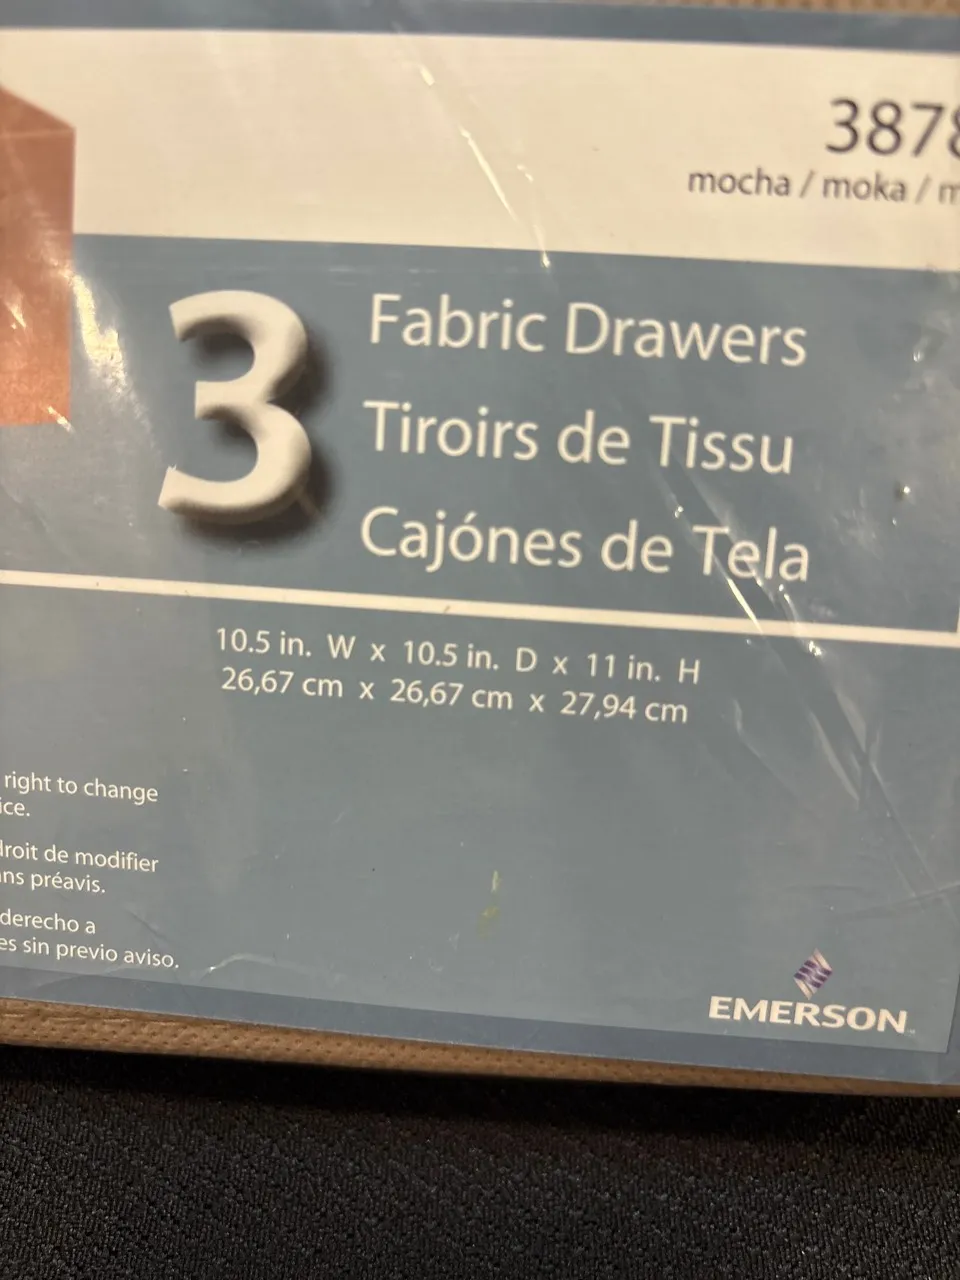 3878
mocha / moka / m
3
Fabric Drawers
Tiroirs de Tissu
Cajónes de Tela
10.5 in. W x 10.5 in. D x 11 in. H
26,67 cm x 26,67 cm x 27,94 cm
right to change
ice.
droit de modifier
ans préavis.
derecho a
es sin previo aviso.
EMERSON™